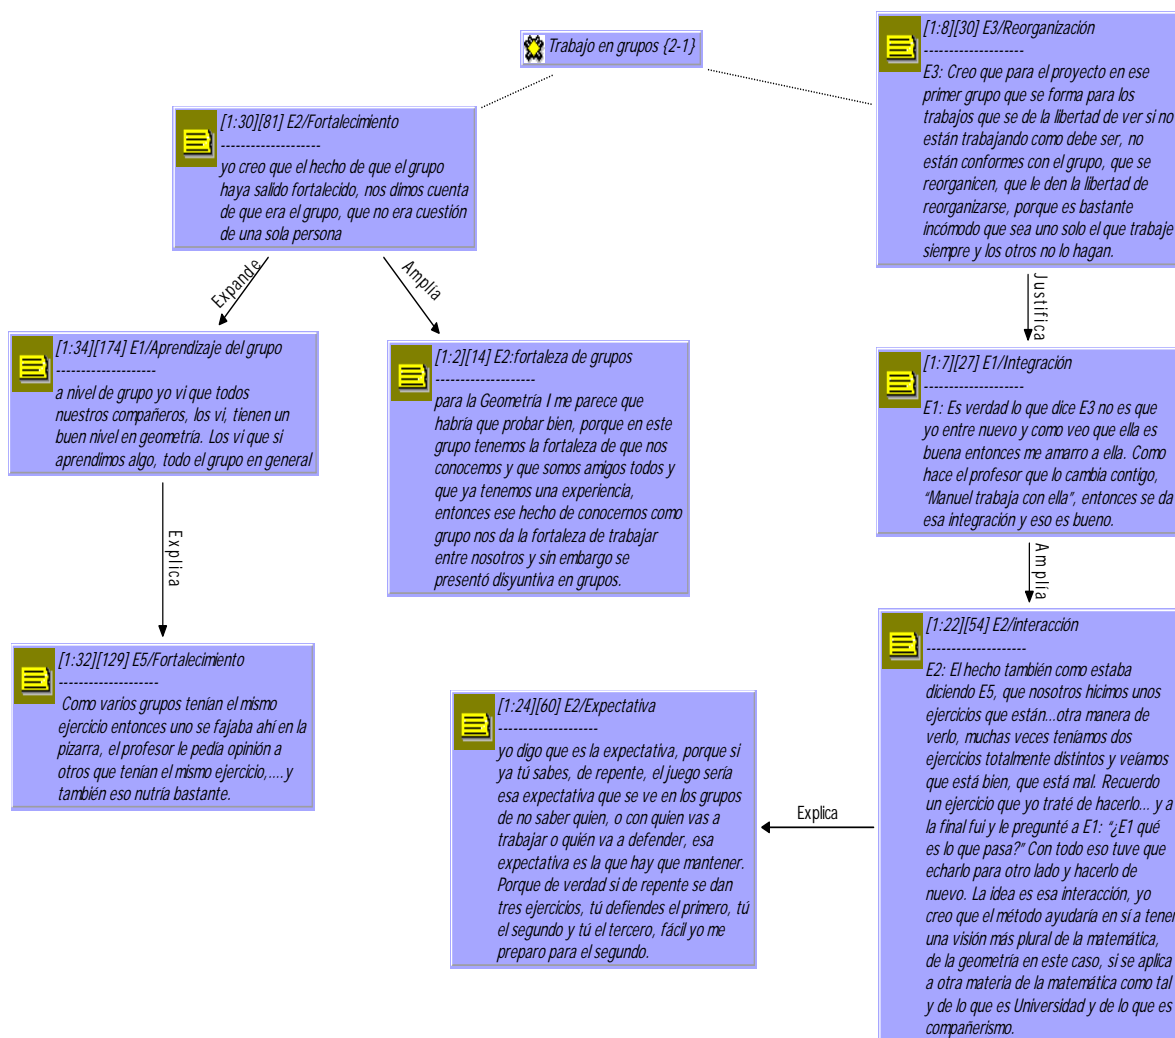 Trabajo en grupos {2-1}
[1:30][81] E2/Fortalecimiento
--------------------
yo creo que el hecho de que el grupo
haya salido fortalecido, nos dimos cuenta
de que era el grupo, que no era cuestión
de una sola persona
[1:8][30] E3/Reorganización
--------------------
E3: Creo que para el proyecto en ese
primer grupo que se forma para los
trabajos que se de la libertad de ver si no
están trabajando como debe ser, no
están conformes con el grupo, que se
reorganicen, que le den la libertad de
reorganizarse, porque es bastante
incómodo que sea uno solo el que trabaje
siempre y los otros no lo hagan.
Expande
Amplía
Justifica
[1:34][174] E1/Aprendizaje del grupo
--------------------
a nivel de grupo yo vi que todos
nuestros compañeros, los vi, tienen un
buen nivel en geometría. Los vi que si
aprendimos algo, todo el grupo en general
[1:2][14] E2:fortaleza de grupos
--------------------
para la Geometría I me parece que
habría que probar bien, porque en este
grupo tenemos la fortaleza de que nos
conocemos y que somos amigos todos y
que ya tenemos una experiencia,
entonces ese hecho de conocernos como
grupo nos da la fortaleza de trabajar
entre nosotros y sin embargo se
presentó disyuntiva en grupos.
[1:7][27] E1/Integración
--------------------
E1: Es verdad lo que dice E3 no es que
yo entre nuevo y como veo que ella es
buena entonces me amarro a ella. Como
hace el profesor que lo cambia contigo,
“Manuel trabaja con ella”, entonces se da
esa integración y eso es bueno.
Explica
Amplía
[1:32][129] E5/Fortalecimiento
--------------------
Como varios grupos tenían el mismo
ejercicio entonces uno se fajaba ahí en la
pizarra, el profesor le pedía opinión a
otros que tenían el mismo ejercicio,....y
también eso nutría bastante.
[1:24][60] E2/Expectativa
--------------------
yo digo que es la expectativa, porque si
ya tú sabes, de repente, el juego sería
esa expectativa que se ve en los grupos
de no saber quien, o con quien vas a
trabajar o quién va a defender, esa
expectativa es la que hay que mantener.
Porque de verdad si de repente se dan
tres ejercicios, tú defiendes el primero, tú
el segundo y tú el tercero, fácil yo me
preparo para el segundo.
Explica
[1:22][54] E2/interacción
--------------------
E2: El hecho también como estaba
diciendo E5, que nosotros hicimos unos
ejercicios que están...otra manera de
verlo, muchas veces teníamos dos
ejercicios totalmente distintos y veíamos
que está bien, que está mal. Recuerdo
un ejercicio que yo traté de hacerlo... y a
la final fui y le pregunté a E1: “¿E1 qué
es lo que pasa?” Con todo eso tuve que
echarlo para otro lado y hacerlo de
nuevo. La idea es esa interacción, yo
creo que el método ayudaría en sí a tener
una visión más plural de la matemática,
de la geometría en este caso, si se aplica
a otra materia de la matemática como tal
y de lo que es Universidad y de lo que es
compañerismo.